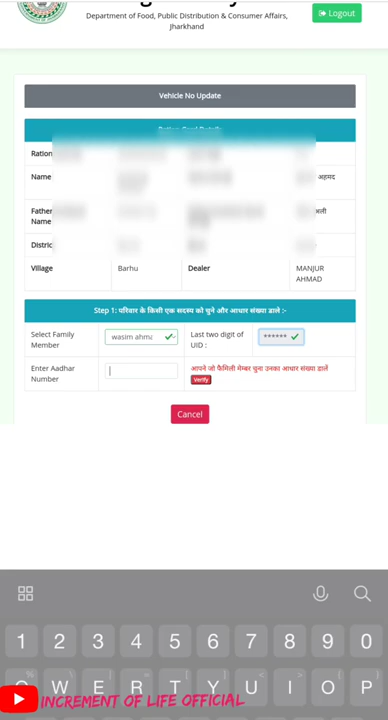 Department of Food, Public Distribution & Consumer Affairs,
Jharkhand
Logout
Vehicle No Update
Ration
Name
अहमद
Father
Name
अली
Distric
Village
Barhu
Dealer
MANJUR
AHMAD
Step 1: परिवार के किसी एक सदस्य को चुने और आधार संख्या डाले :-
Select Family
Member
wasim ahma
Last two digit of
UID :
******
Enter Aadhar
Number
आपने जो फैमिली मेम्बर चुना उनका आधार संख्या डालें
Verify
Cancel
1 2 3 4 5 6 7 8 9 0
W E R T Y U I O P
INCREMENT OF LIFE OFFICIAL